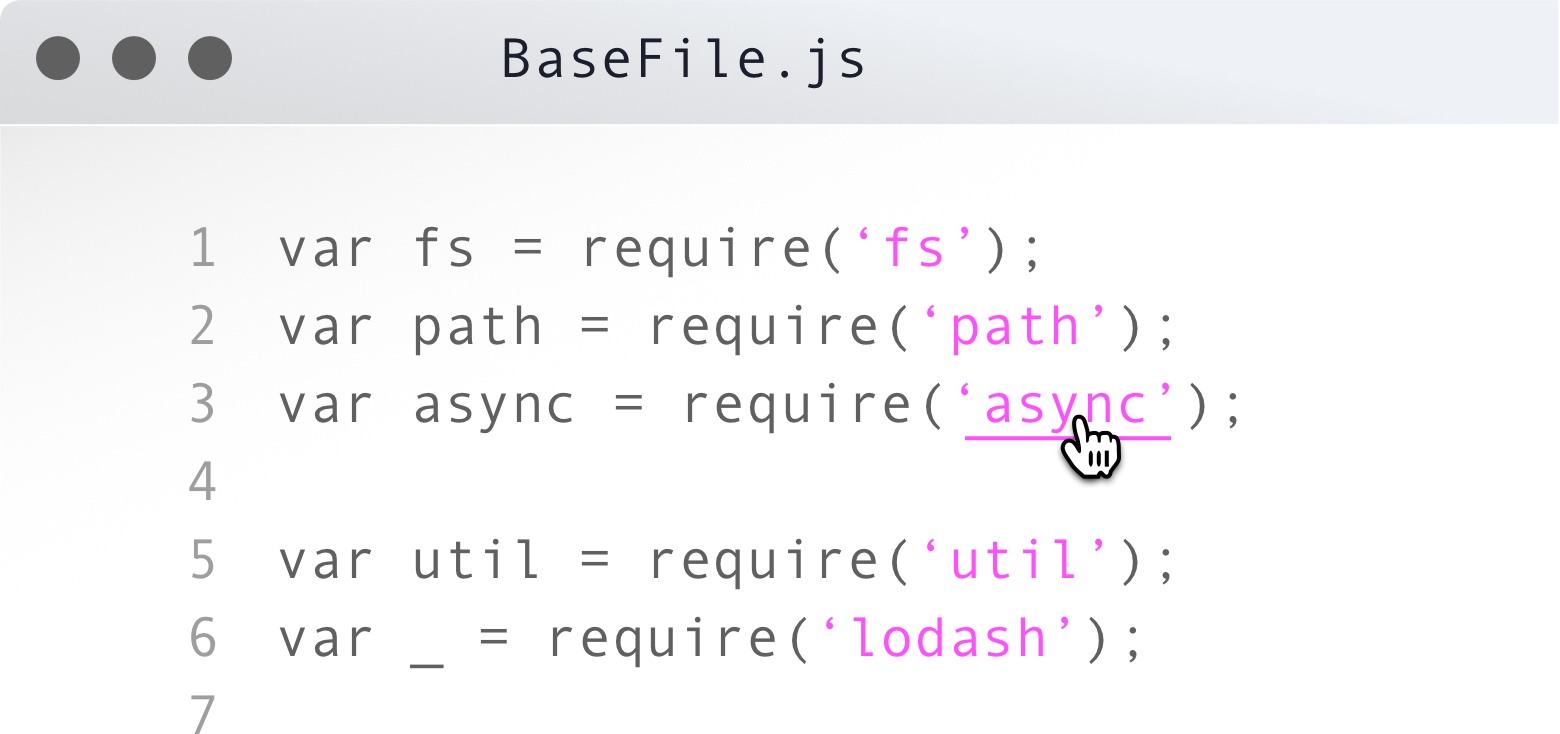 BaseFile.js
1 var fs = require(‘fs’);
2 var path = require(‘path’);
3 var async = require(‘async’);
4
5 var util = require(‘util’);
6 var _ = require(‘lodash’);
7